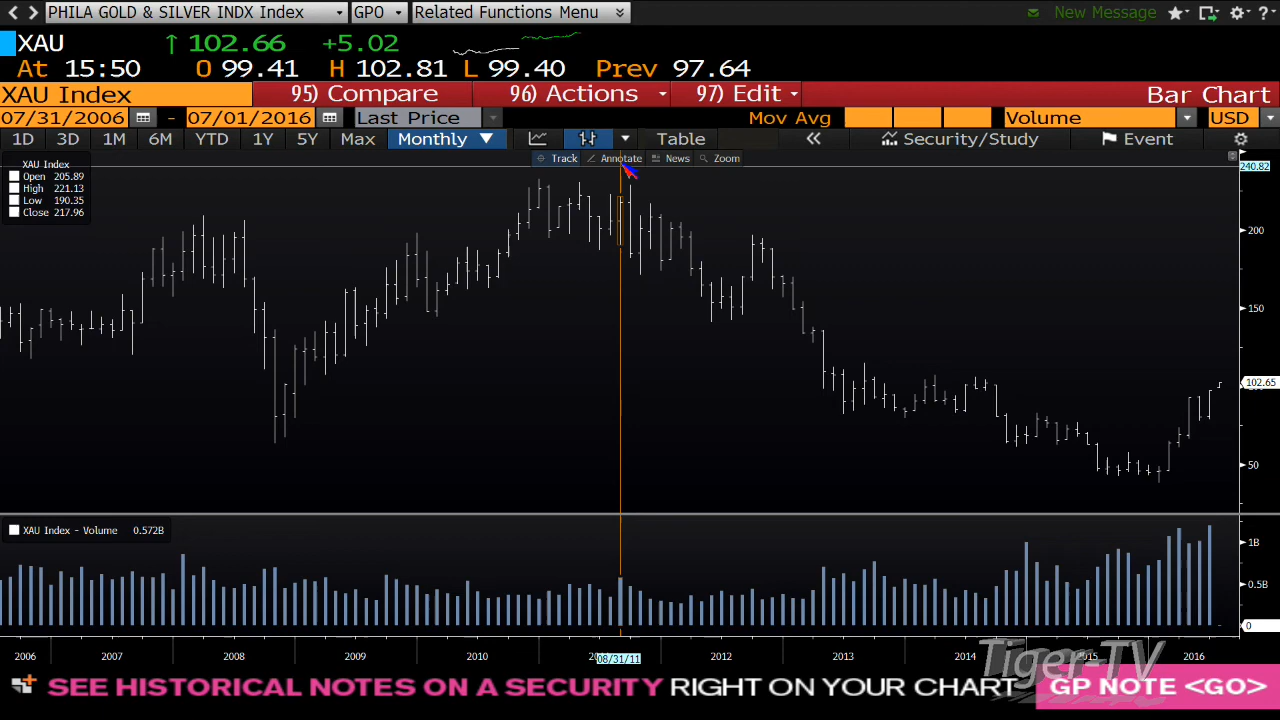 PHILA GOLD & SILVER INDX Index GPO Related Functions Menu New Message
XAU ↑ 102.66 +5.02
At 15:50 O 99.41 H 102.81 L 99.40 Prev 97.64
XAU Index 95) Compare 96) Actions 97) Edit Bar Chart
07/31/2006 - 07/01/2016 Last Price Mov Avg Volume USD
1D 3D 1M 6M YTD 1Y 5Y Max Monthly ▼ Table « Security/Study Event
Track Annotate News Zoom
XAU Index
Open 205.89
High 221.13
Low 190.35
Close 217.96
240.82
200
150
102.65
50
XAU Index - Volume 0.572B
1B
0.5B
0
2006 2007 2008 2009 2010 08/31/11 2012 2013 2014 2015 2016
Tiger-TV
SEE HISTORICAL NOTES ON A SECURITY RIGHT ON YOUR CHART GP NOTE <GO>